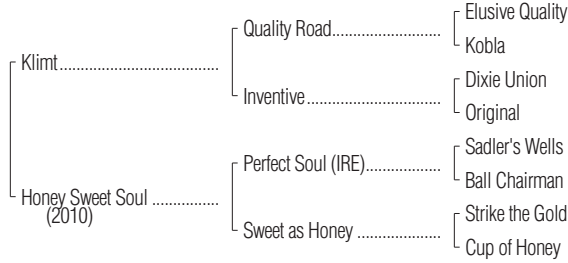 Elusive Quality
Quality Road
Kobla
Klimt
Dixie Union
Inventive
Original
Sadler's Wells
Perfect Soul (IRE)
Ball Chairman
Honey Sweet Soul
(2010)
Strike the Gold
Sweet as Honey
Cup of Honey